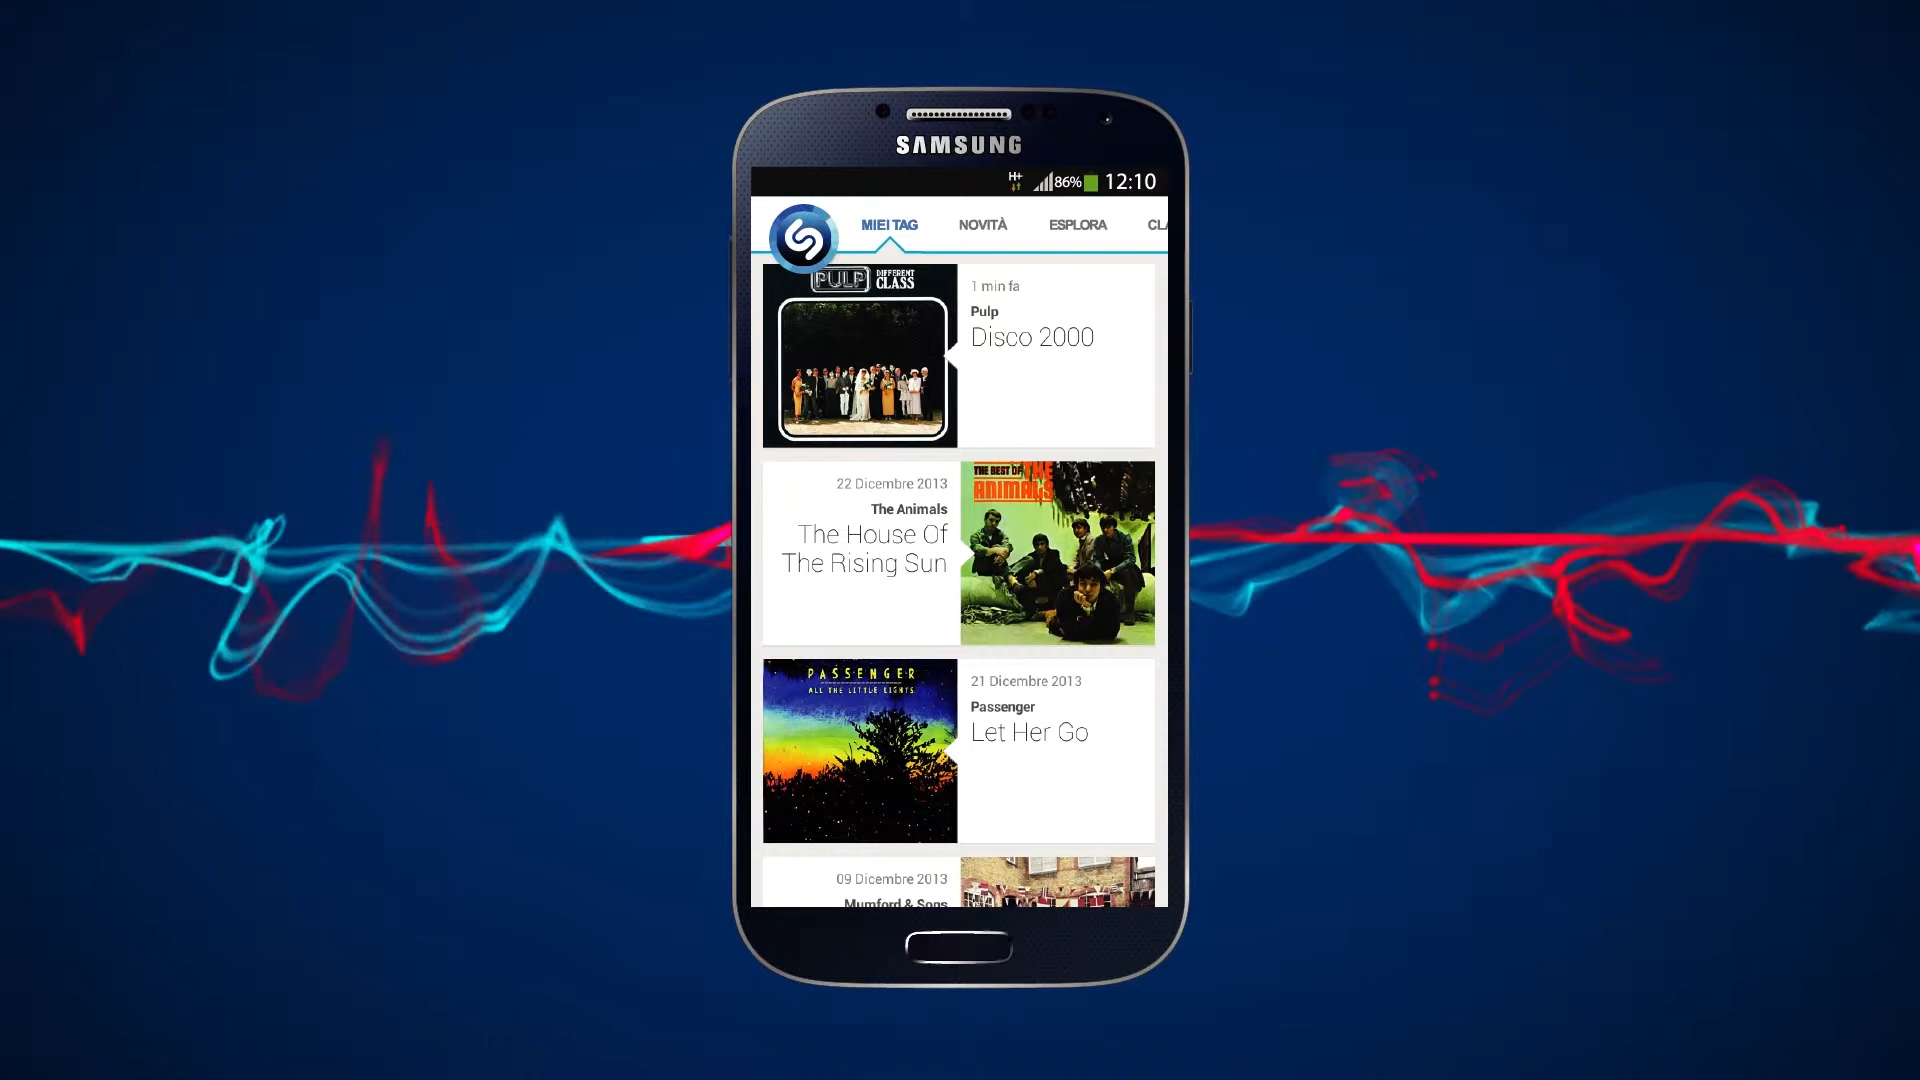 SAMSUNG
H+ 86% 12:10
MIEI TAG NOVITÀ ESPLORA CLA
PULP DIFFERENT CLASS
1 min fa
Pulp
Disco 2000
22 Dicembre 2013
The Animals
The House Of
The Rising Sun
THE BEST OF THE
ANIMALS
PASSENGER
ALL THE LITTLE LIGHTS
21 Dicembre 2013
Passenger
Let Her Go
09 Dicembre 2013
Mumford & Sons